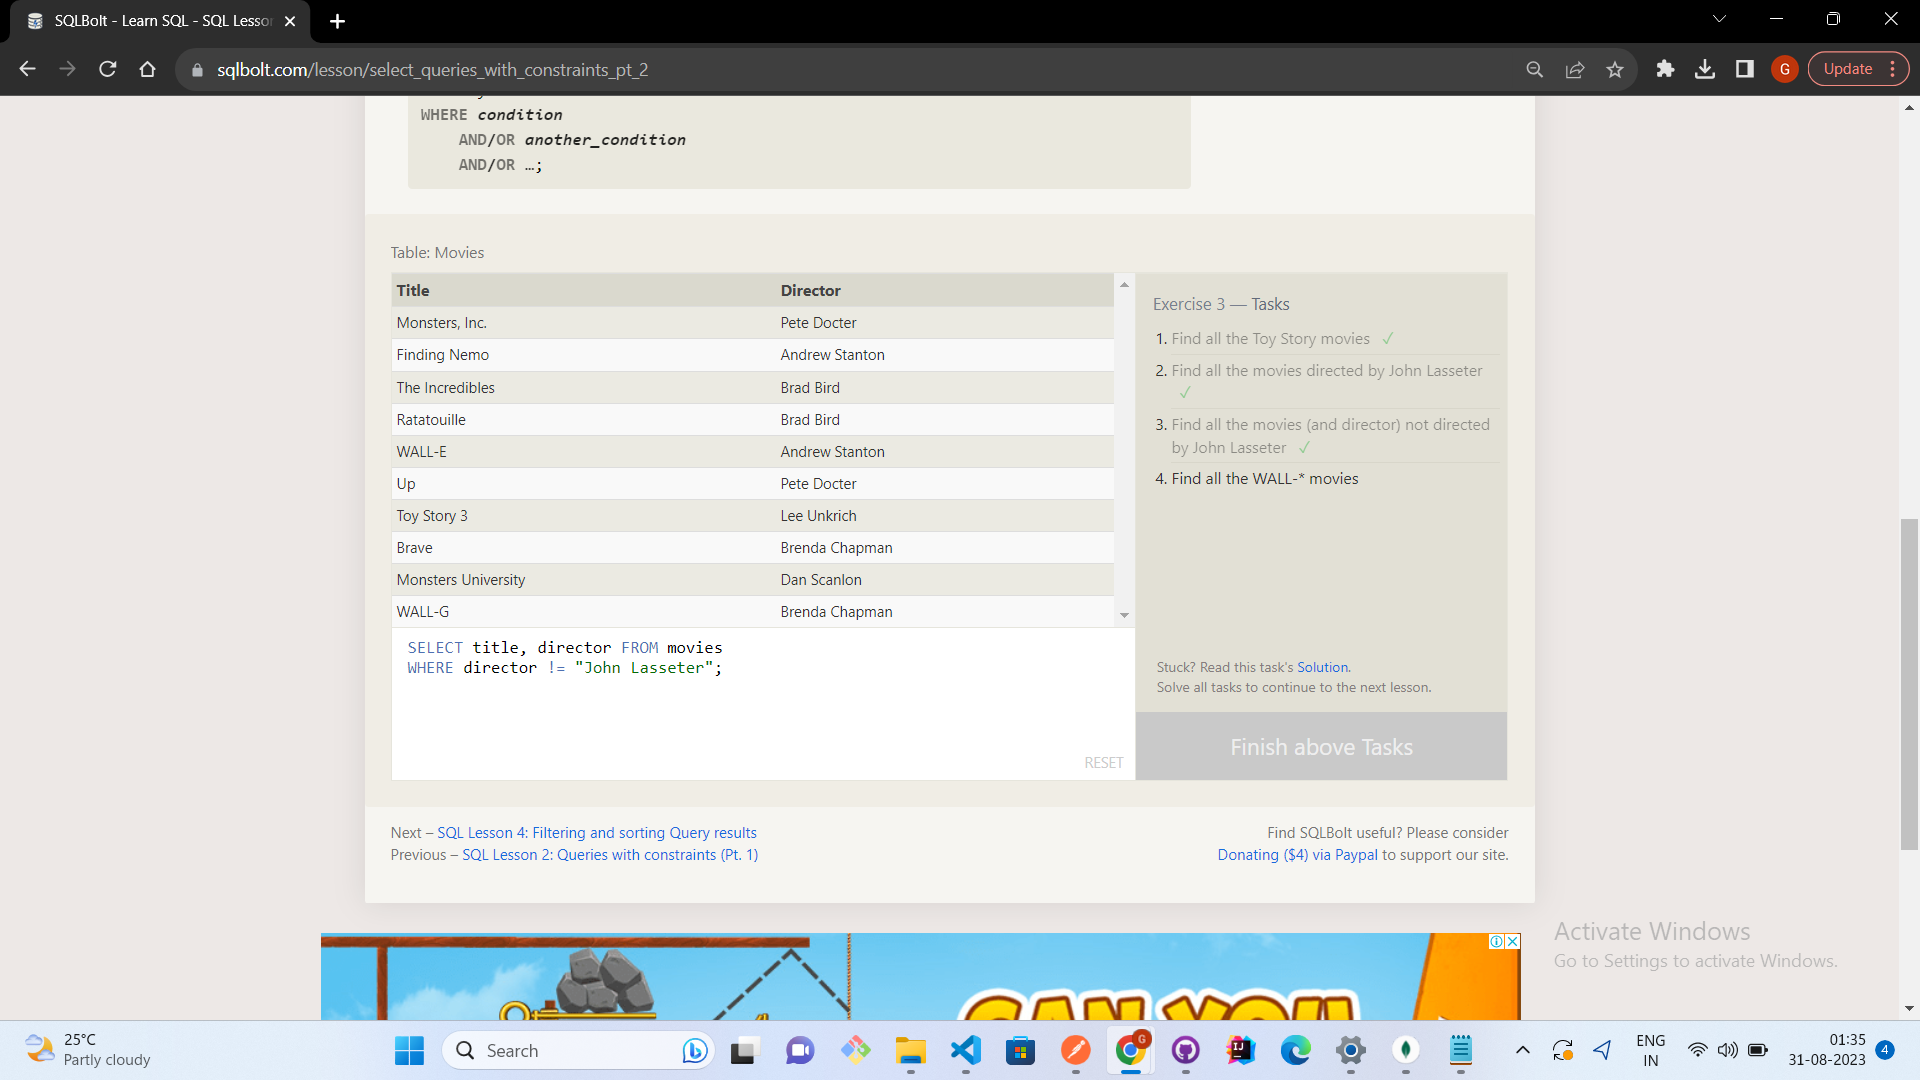 SQLBolt - Learn SQL - SQL Lesson
sqlbolt.com/lesson/select_queries_with_constraints_pt_2
G
Update
WHERE condition
AND/OR another_condition
AND/OR …;
Table: Movies
Title Director
Monsters, Inc. Pete Docter
Finding Nemo Andrew Stanton
The Incredibles Brad Bird
Ratatouille Brad Bird
WALL-E Andrew Stanton
Up Pete Docter
Toy Story 3 Lee Unkrich
Brave Brenda Chapman
Monsters University Dan Scanlon
WALL-G Brenda Chapman
SELECT title, director FROM movies
WHERE director != "John Lasseter";
RESET
Exercise 3 — Tasks
1. Find all the Toy Story movies ✓
2. Find all the movies directed by John Lasseter
✓
3. Find all the movies (and director) not directed
by John Lasseter ✓
4. Find all the WALL-* movies
Stuck? Read this task's Solution.
Solve all tasks to continue to the next lesson.
Finish above Tasks
Next – SQL Lesson 4: Filtering and sorting Query results
Previous – SQL Lesson 2: Queries with constraints (Pt. 1)
Find SQLBolt useful? Please consider
Donating ($4) via Paypal to support our site.
CAN YOU
Activate Windows
Go to Settings to activate Windows.
25°C
Partly cloudy
Search
G
IJ
ENG
IN
01:35
31-08-2023
4